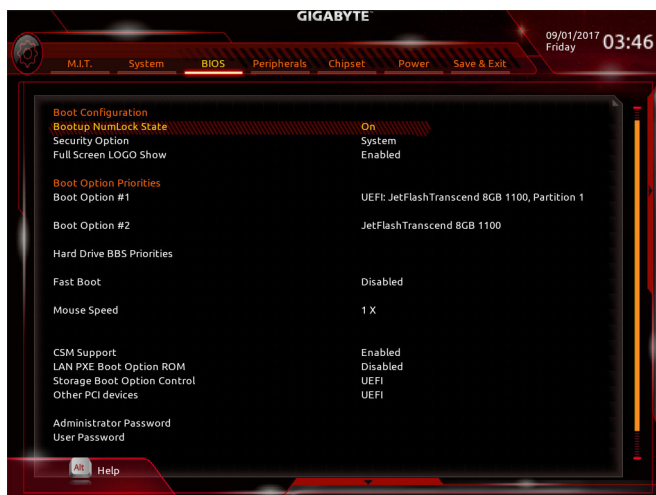 GIGABYTE
09/01/2017 Friday 03:46
M.I.T. System BIOS Peripherals Chipset Power Save & Exit
Boot Configuration
Bootup NumLock State On
Security Option System
Full Screen LOGO Show Enabled
Boot Option Priorities
Boot Option #1 UEFI: JetFlashTranscend 8GB 1100, Partition 1
Boot Option #2 JetFlashTranscend 8GB 1100
Hard Drive BBS Priorities
Fast Boot Disabled
Mouse Speed 1 X
CSM Support Enabled
LAN PXE Boot Option ROM Disabled
Storage Boot Option Control UEFI
Other PCI devices UEFI
Administrator Password
User Password
Alt Help